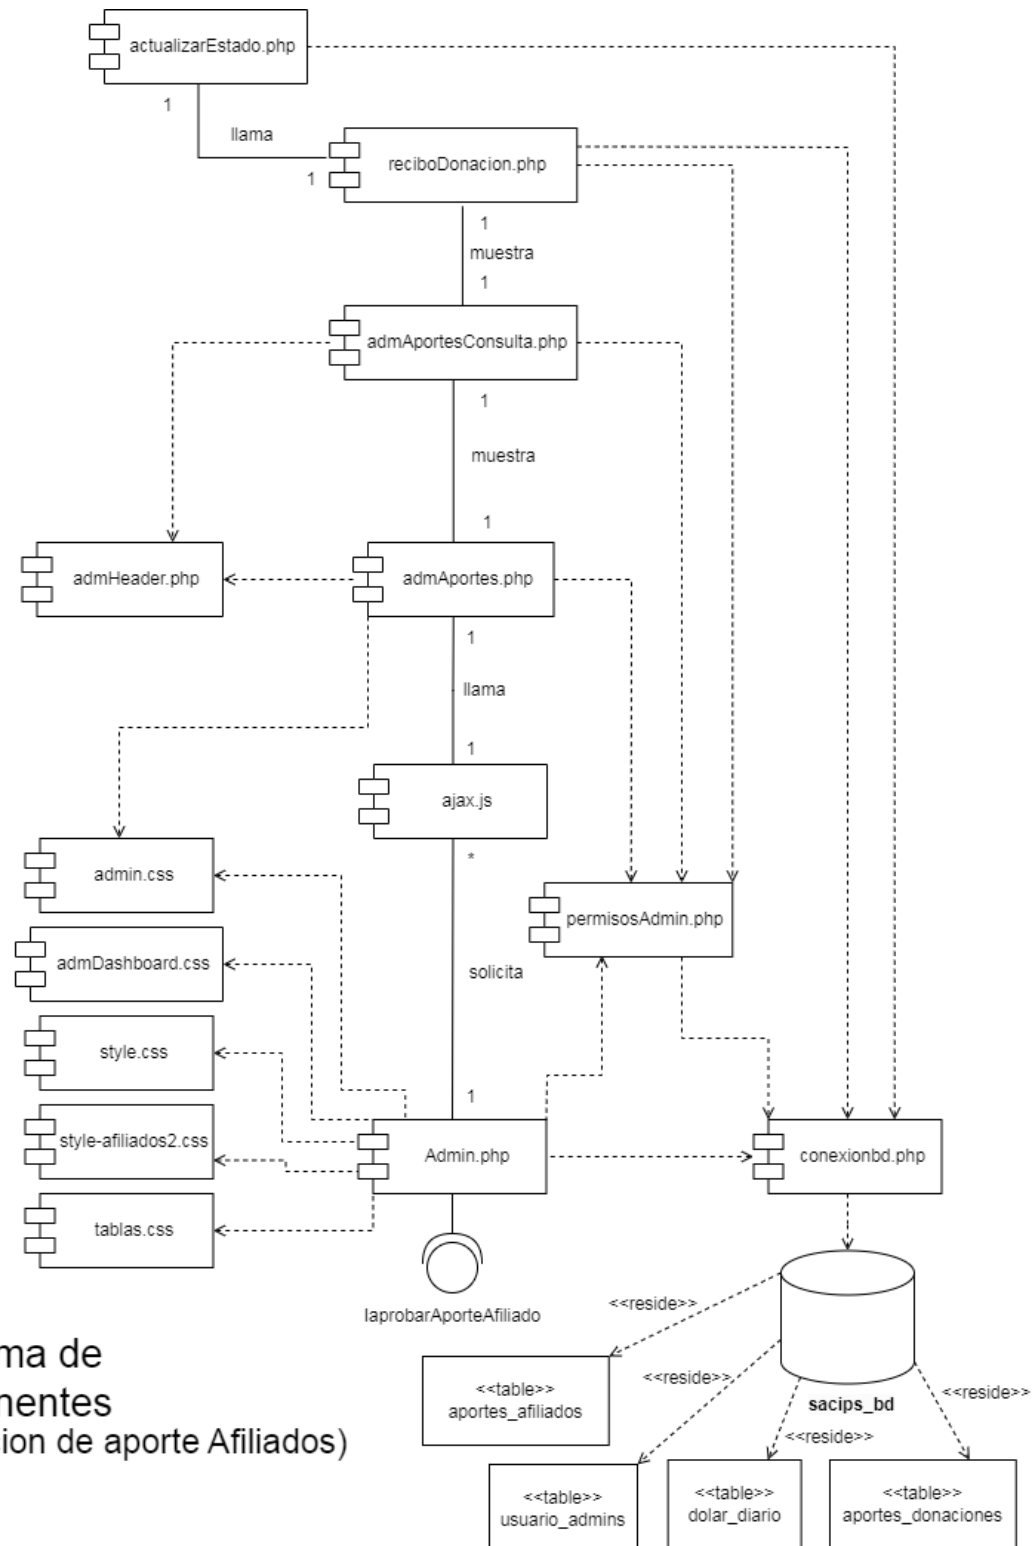 actualizarEstado.php
1
llama
1
reciboDonacion.php
1
muestra
1
admAportesConsulta.php
1
muestra
1
admHeader.php
admAportes.php
1
llama
1
ajax.js
*
admin.css
permisosAdmin.php
admDashboard.css
solicita
style.css
1
style-afiliados2.css
Admin.php
conexionbd.php
tablas.css
IaprobarAporteAfiliado
<<reside>>
ma de
nentes
cion de aporte Afiliados)
<<reside>>
<<reside>>
<<reside>>
sacips_bd
<<table>>
aportes_afiliados
<<table>>
usuario_admins
<<table>>
dolar_diario
<<table>>
aportes_donaciones